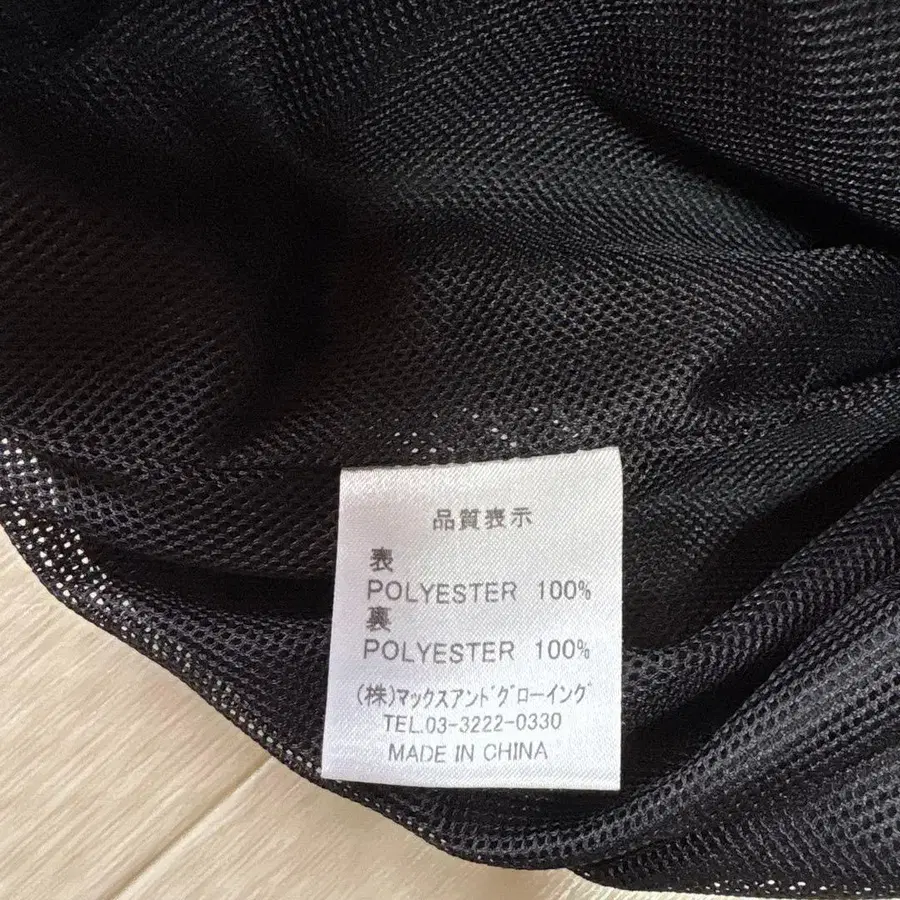 品質表示
表
POLYESTER 100%
裏
POLYESTER 100%
(株)マックスアンドグローイング
TEL.03-3222-0330
MADE IN CHINA